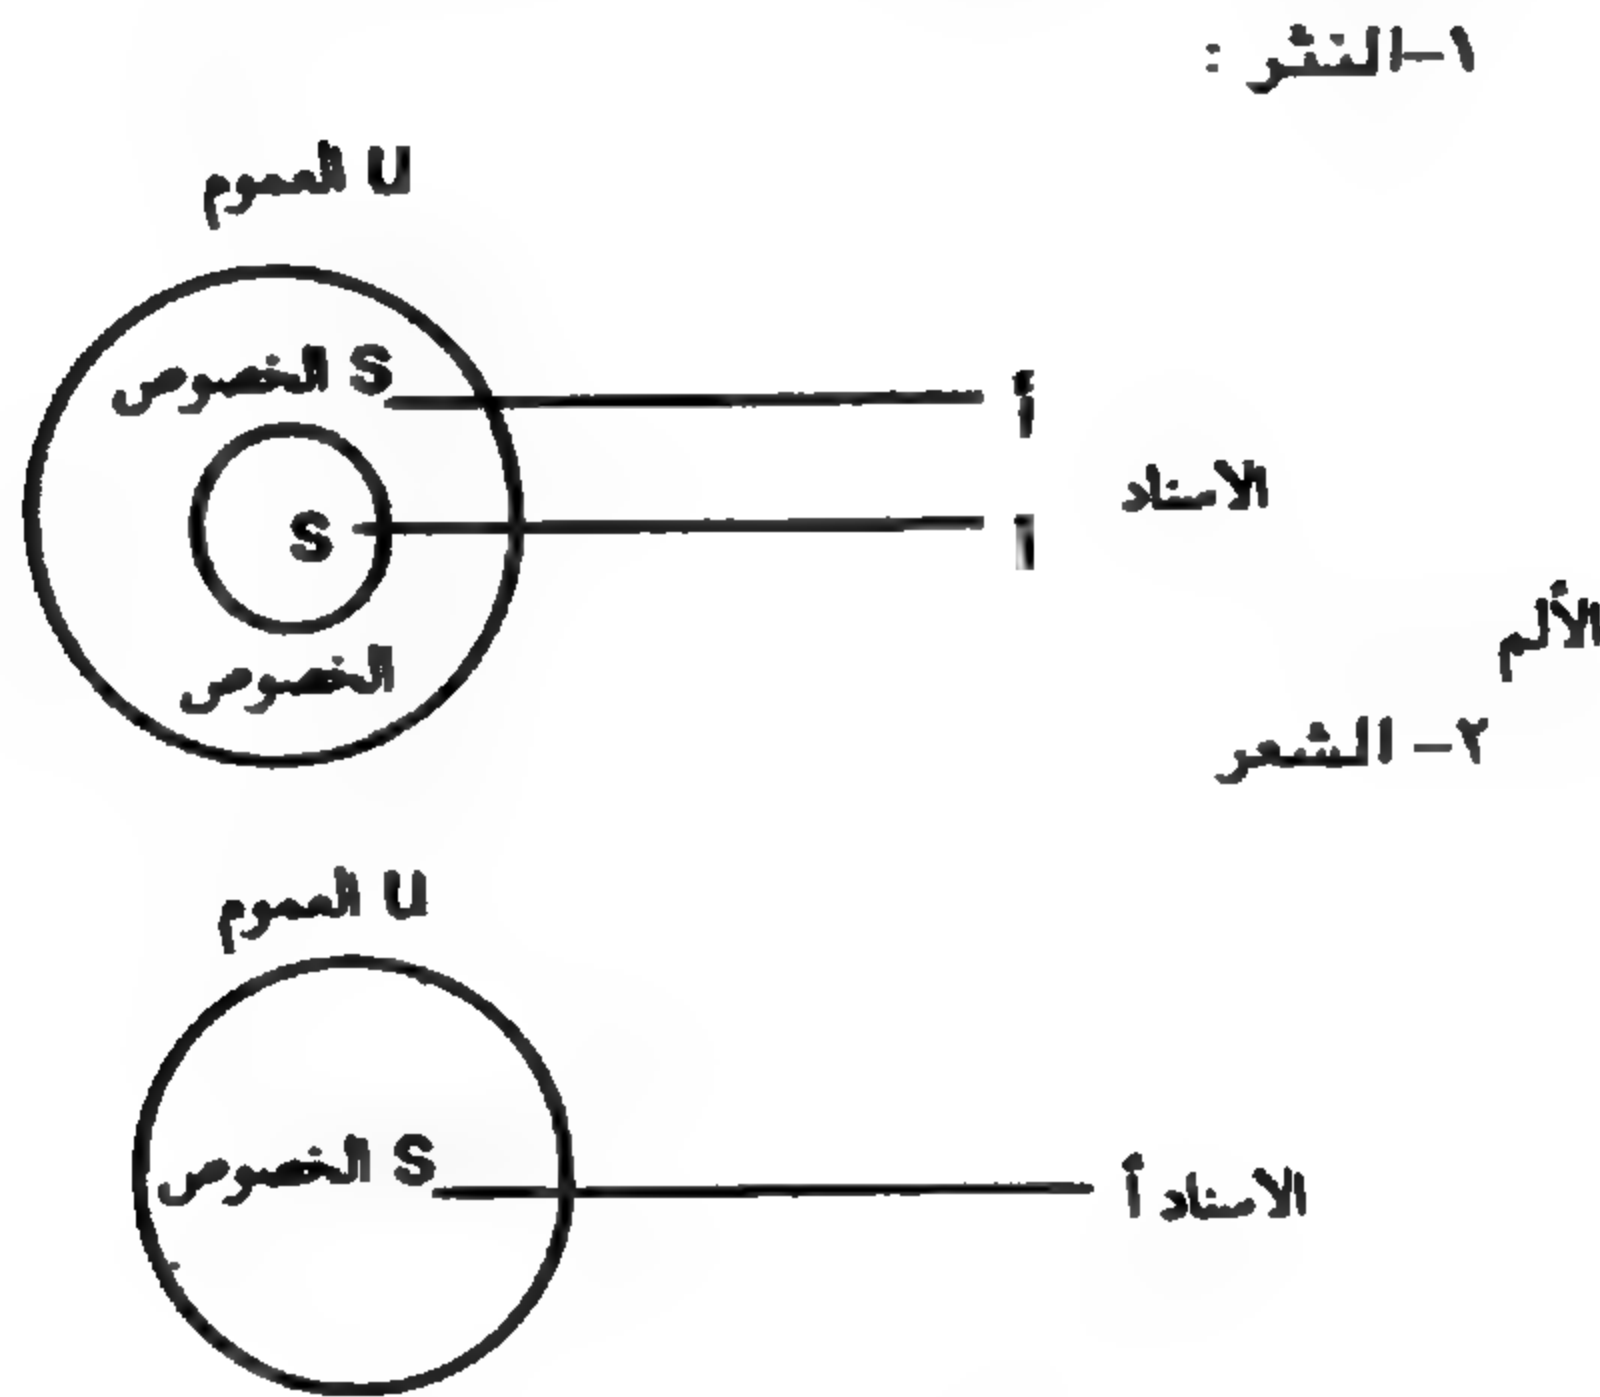 ١-النثر :
U العموم
S الخصوص
أ
الاسناد
S
آ
الخصوص
الألم
٢- الشعر
U العموم
S الخصوص
الاسناد أ